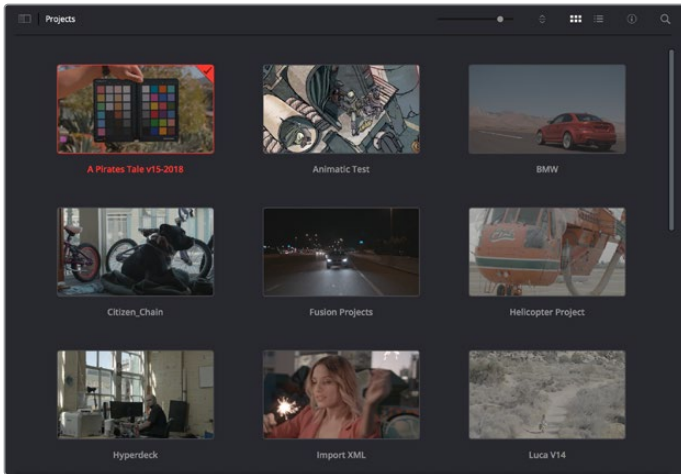 Projects
A Pirates Tale v15-2018
Animatic Test
BMW
Citizen_Chain
Fusion Projects
Helicopter Project
Hyperdeck
Import XML
Luca V14